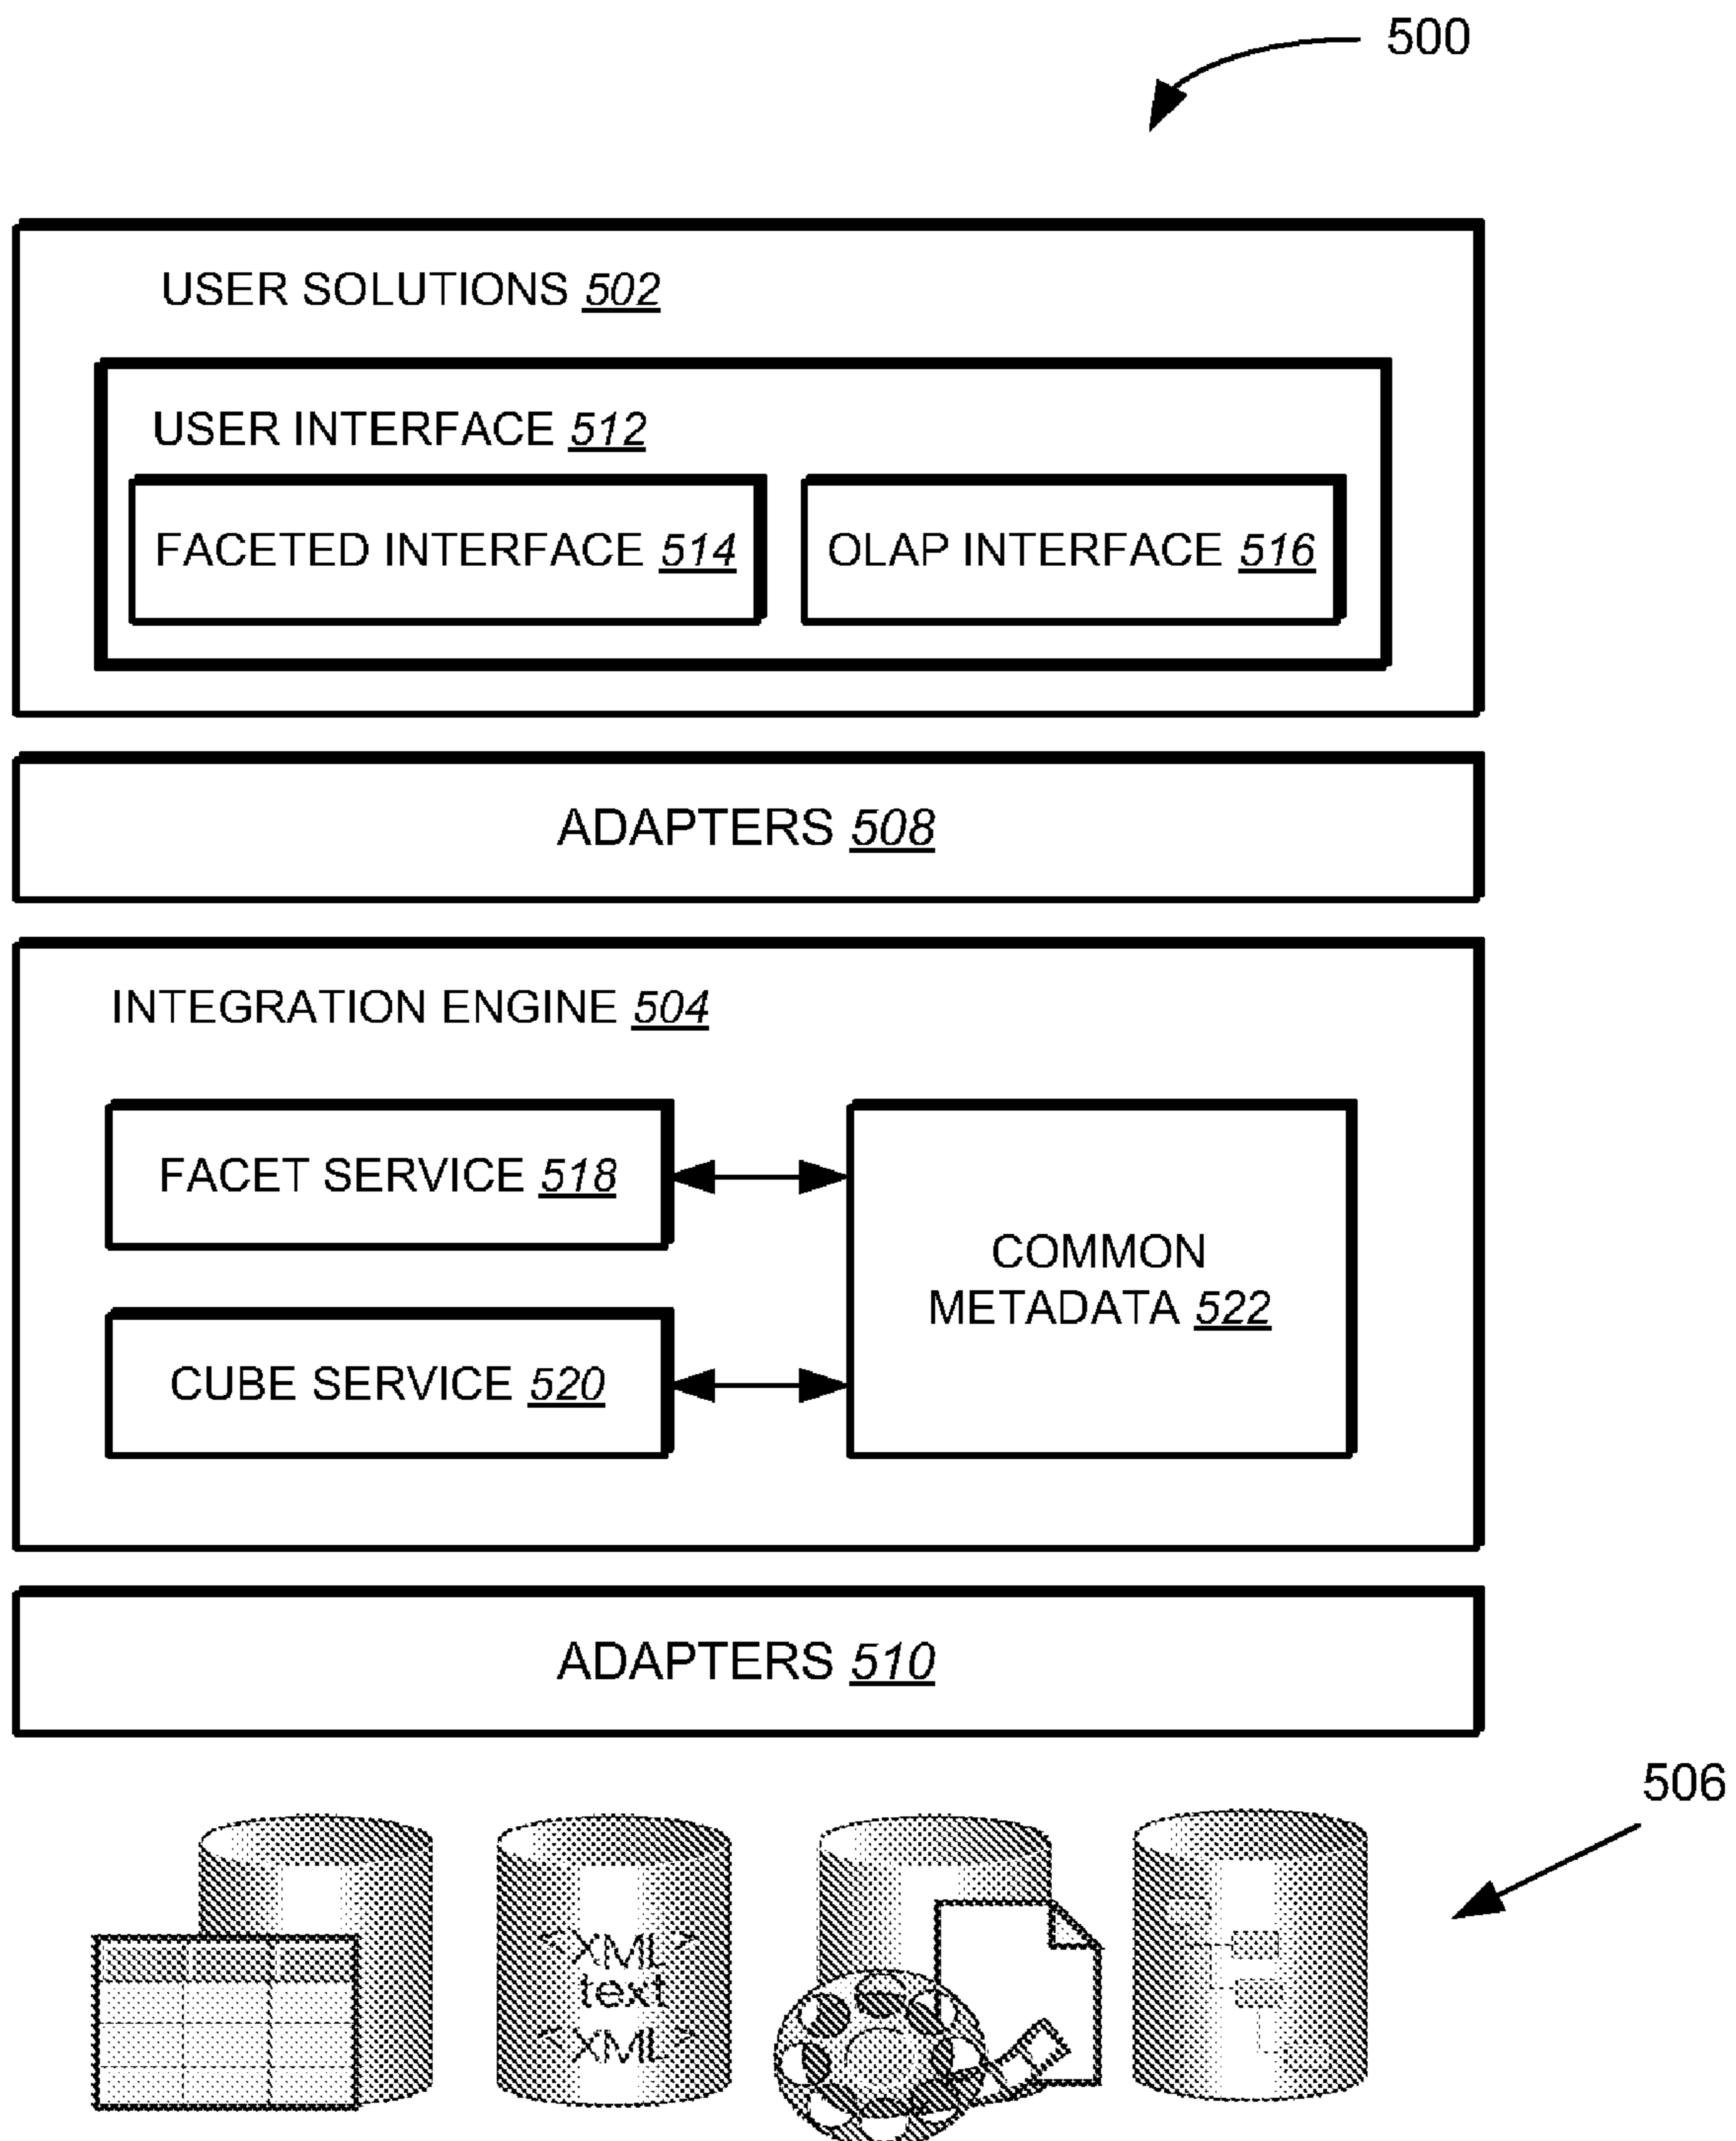 500
USER SOLUTIONS 502
USER INTERFACE 512
FACETED INTERFACE 514
OLAP INTERFACE 516
ADAPTERS 508
INTEGRATION ENGINE 504
FACET SERVICE 518
CUBE SERVICE 520
COMMON
METADATA 522
ADAPTERS 510
506
<XML>
text
<XML>